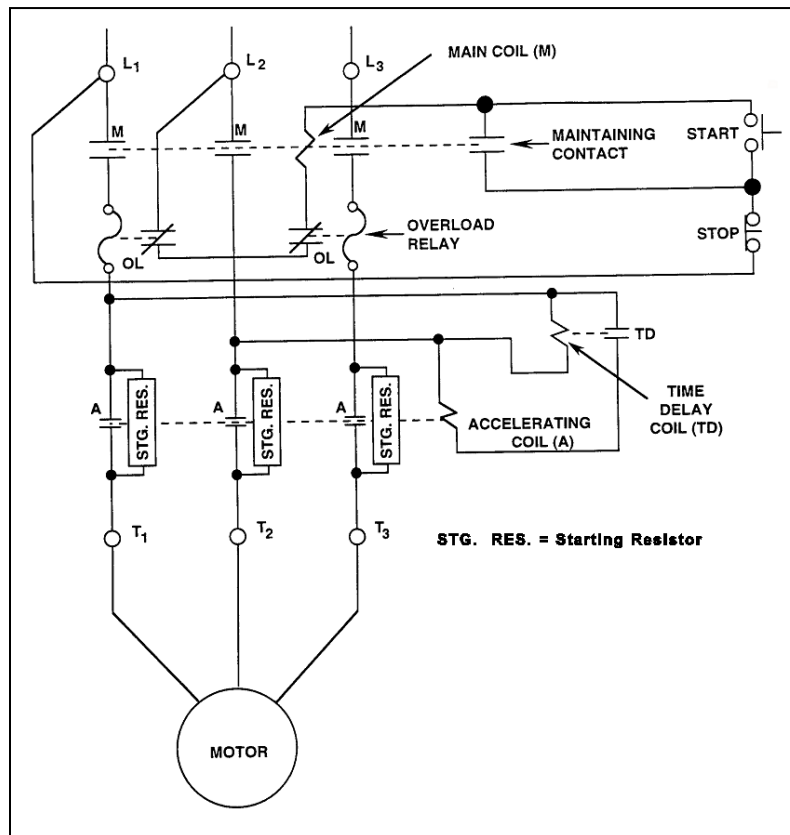 L1
L2
L3
MAIN COIL (M)
M
M
M
MAINTAINING
CONTACT
START
OVERLOAD
RELAY
STOP
OL
OL
TD
TIME
DELAY
COIL (TD)
A
STG. RES.
A
STG. RES.
A
STG. RES.
ACCELERATING
COIL (A)
T1
T2
T3
STG. RES. = Starting Resistor
MOTOR